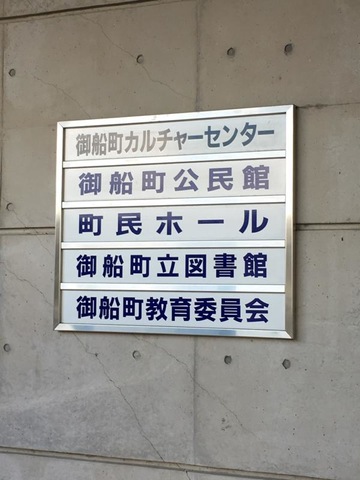 御船町カルチャーセンター
御船町公民館
町民ホール
御船町立図書館
御船町教育委員会